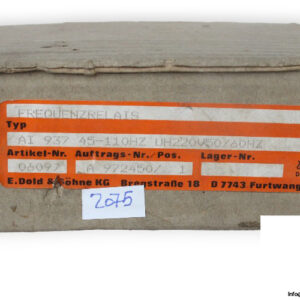 FREQUENZRELAIS
Typ
AI 937 45-110HZ UH220V50/60HZ
Artikel-Nr. Auftrags-Nr./Pos. Lager-Nr.
06097 A 972450/ 1
E. Dold & Söhne KG Bregstraße 18 D 7743 Furtwang
2075